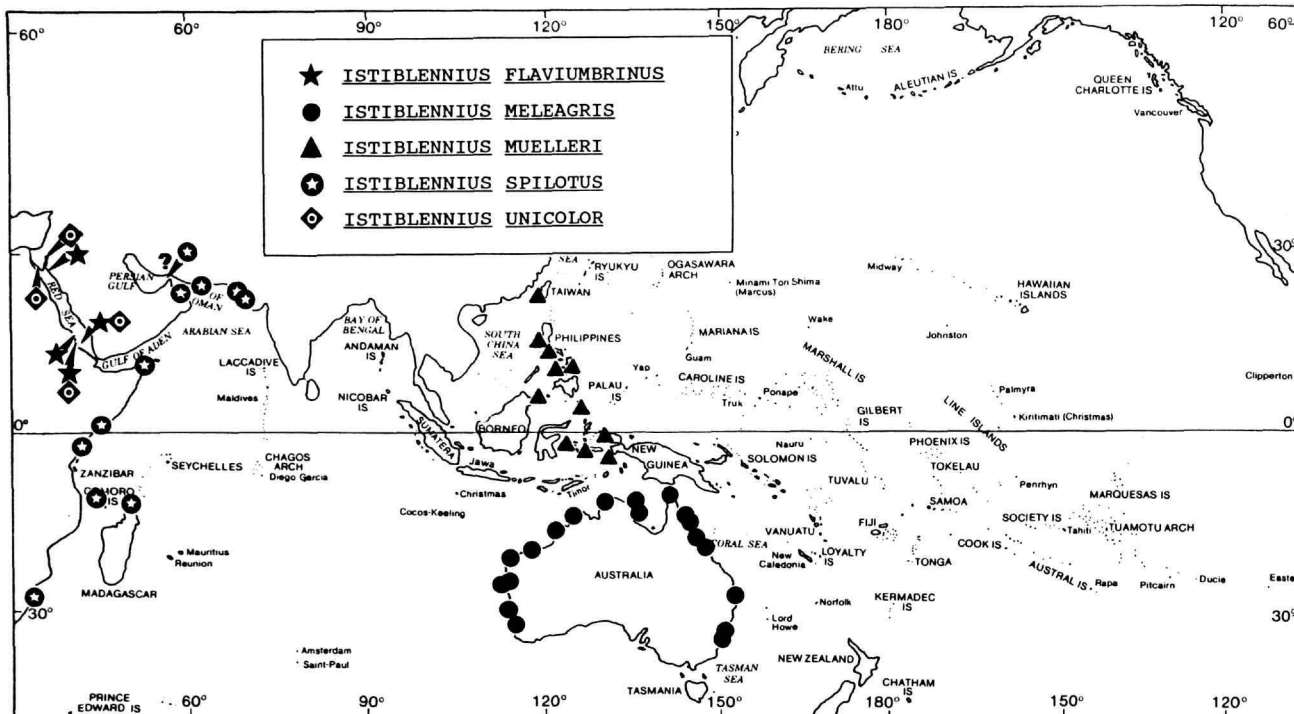 60° 90° 120° 150° 180° 150° 120° 60°
60°
ISTIBLENNIUS FLAVIUMBRINUS
ISTIBLENNIUS MELEAGRIS
ISTIBLENNIUS MUELLERI
ISTIBLENNIUS SPILOTUS
ISTIBLENNIUS UNICOLOR
BERING SEA
Attu
ALEUTIAN IS
QUEEN
CHARLOTTE IS
Vancouver
30°
?
PERSIAN
GULF
RED
SEA
OF
OMAN
GULF OF ADEN
ARABIAN SEA
BAY OF
BENGAL
ANDAMAN
IS
LACCADIVE
IS
Maldives
NICOBAR
IS
SEA
RYUKYU
IS
OGASAWARA
ARCH
TAIWAN
Minami Tori Shima
(Marcus)
Midway
HAWAIIAN
ISLANDS
SOUTH
CHINA
SEA
PHILIPPINES
MARIANA IS
Wake
Johnston
Guam
Yap
MARSHALL IS
PALAU
IS
CAROLINE IS
Truk
Ponape
Palmyra
Clipperton
Kiritimati (Christmas)
GILBERT
IS
LINE ISLANDS
0°
0°
BORNEO
SUMATERA
Jawa
NEW
GUINEA
Nauru
SOLOMON IS
PHOENIX IS
TOKELAU
ZANZIBAR
SEYCHELLES
CHAGOS
ARCH
Diego Garcia
COMORO
IS
Christmas
Timor
Cocos-Keeling
TUVALU
Penrhyn
MARQUESAS IS
SAMOA
SOCIETY IS
Tahiti
TUAMOTU ARCH
VANUATU
FIJI
CORAL SEA
COOK IS
Mauritius
Reunion
MADAGASCAR
AUSTRALIA
New
Caledonia
LOYALTY
IS
TONGA
AUSTRAL IS
Rapa
Pitcairn
Ducie
Easte
30°
30°
Norfolk
KERMADEC
IS
Lord
Howe
Amsterdam
Saint-Paul
NEW ZEALAND
TASMAN
SEA
TASMANIA
CHATHAM
IS
PRINCE
EDWARD IS
60° 90° 120° 150° 180° 150° 120°